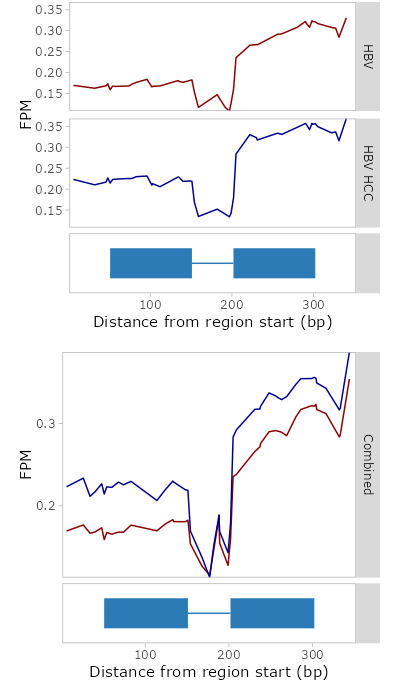 0.35
0.30
0.25
0.20
0.15
HBV
FPM
0.35
0.30
0.25
0.20
0.15
HBV HCC
100 200 300
Distance from region start (bp)
0.3
0.2
FPM
Combined
100 200 300
Distance from region start (bp)